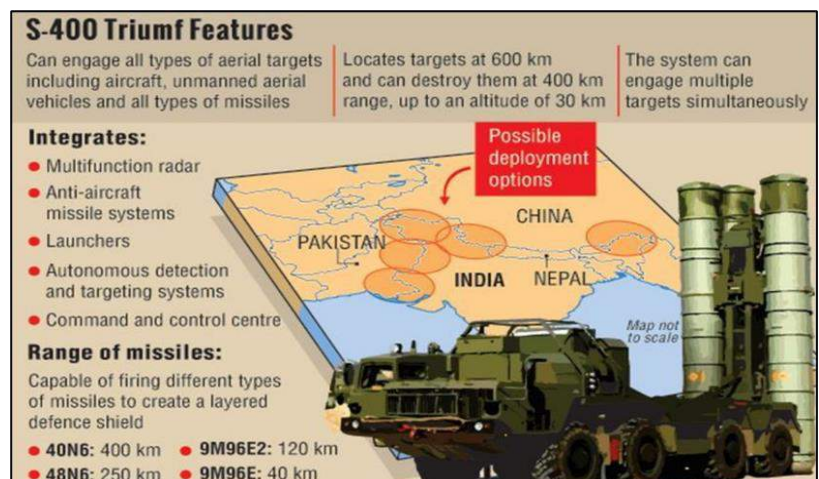 S-400 Triumf Features
Can engage all types of aerial targets
including aircraft, unmanned aerial
vehicles and all types of missiles
Locates targets at 600 km
and can destroy them at 400 km
range, up to an altitude of 30 km
The system can
engage multiple
targets simultaneously
Integrates:
• Multifunction radar
• Anti-aircraft
missile systems
• Launchers
• Autonomous detection
and targeting systems
• Command and control centre
Possible
deployment
options
CHINA
PAKISTAN
INDIA
NEPAL
Map not
to scale
Range of missiles:
Capable of firing different types
of missiles to create a layered
defence shield
• 40N6: 400 km
• 9M96E2: 120 km
• 48N6: 250 km
• 9M96E: 40 km